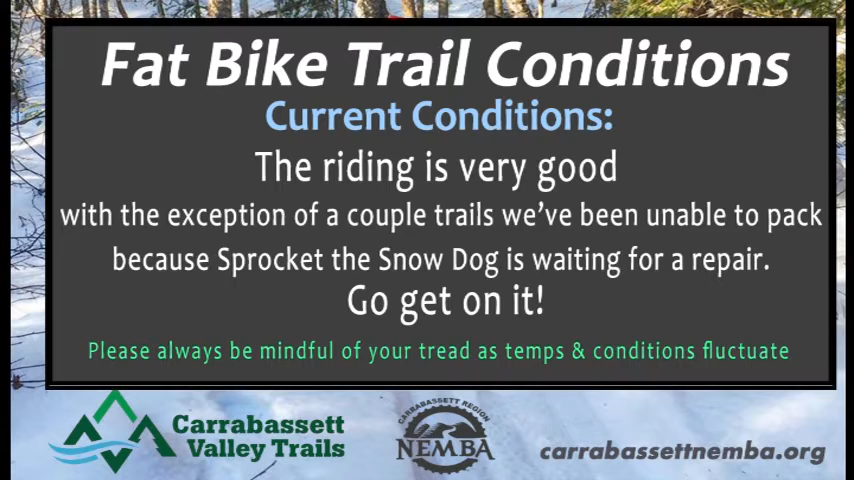 Fat Bike Trail Conditions
Current Conditions:
The riding is very good
with the exception of a couple trails we've been unable to pack
because Sprocket the Snow Dog is waiting for a repair.
Go get on it!
Please always be mindful of your tread as temps & conditions fluctuate
Carrabassett
Valley Trails
CARRABASSETT REGION
NEMBA
carrabassettnemba.org